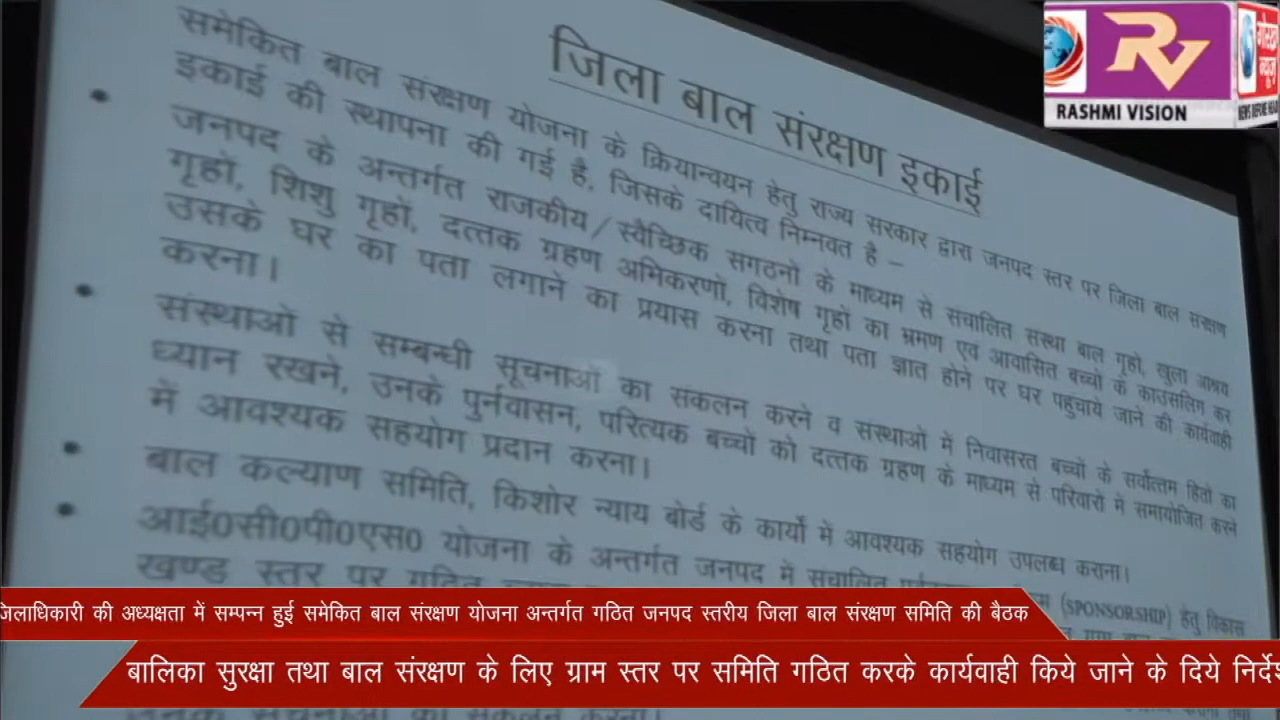 जिला बाल संरक्षण इकाई
समेकित बाल संरक्षण योजना के क्रियान्वयन हेतु राज्य सरकार द्वारा जनपद स्तर पर जिला बाल संरक्षण
इकाई की स्थापना की गई है, जिसके दायित्व निम्नवत है –
जनपद के अन्तर्गत राजकीय/स्वैच्छिक संगठनों के माध्यम से संचालित संस्था बाल गृहों, खुला आश्रय
गृहों, शिशु गृहों, दत्तक ग्रहण अभिकरणों, विशेष गृहों का भ्रमण एवं आवासित बच्चों के काउंसलिंग कर
उसके घर का पता लगाने का प्रयास करना तथा पता ज्ञात होने पर घर पहुचाये जाने की कार्यवाही
करना।
संस्थाओं से सम्बन्धी सूचनाओं का संकलन करने व संस्थाओं में निवासरत बच्चों के सर्वोत्तम हितों का
ध्यान रखने, उनके पुर्नवासन, परित्यक बच्चों को दत्तक ग्रहण के माध्यम से परिवारों में समायोजित करने
में आवश्यक सहयोग प्रदान करना।
बाल कल्याण समिति, किशोर न्याय बोर्ड के कार्यो में आवश्यक सहयोग उपलब्ध कराना।
आई0सी0पी0एस0 योजना के अन्तर्गत जनपद में संचालित (SPONSORSHIP) हेतु विकास
खण्ड स्तर पर गठित
RASHMI VISION
जिलाधिकारी की अध्यक्षता में सम्पन्न हुई समेकित बाल संरक्षण योजना अन्तर्गत गठित जनपद स्तरीय जिला बाल संरक्षण समिति की बैठक
बालिका सुरक्षा तथा बाल संरक्षण के लिए ग्राम स्तर पर समिति गठित करके कार्यवाही किये जाने के दिये निर्देश